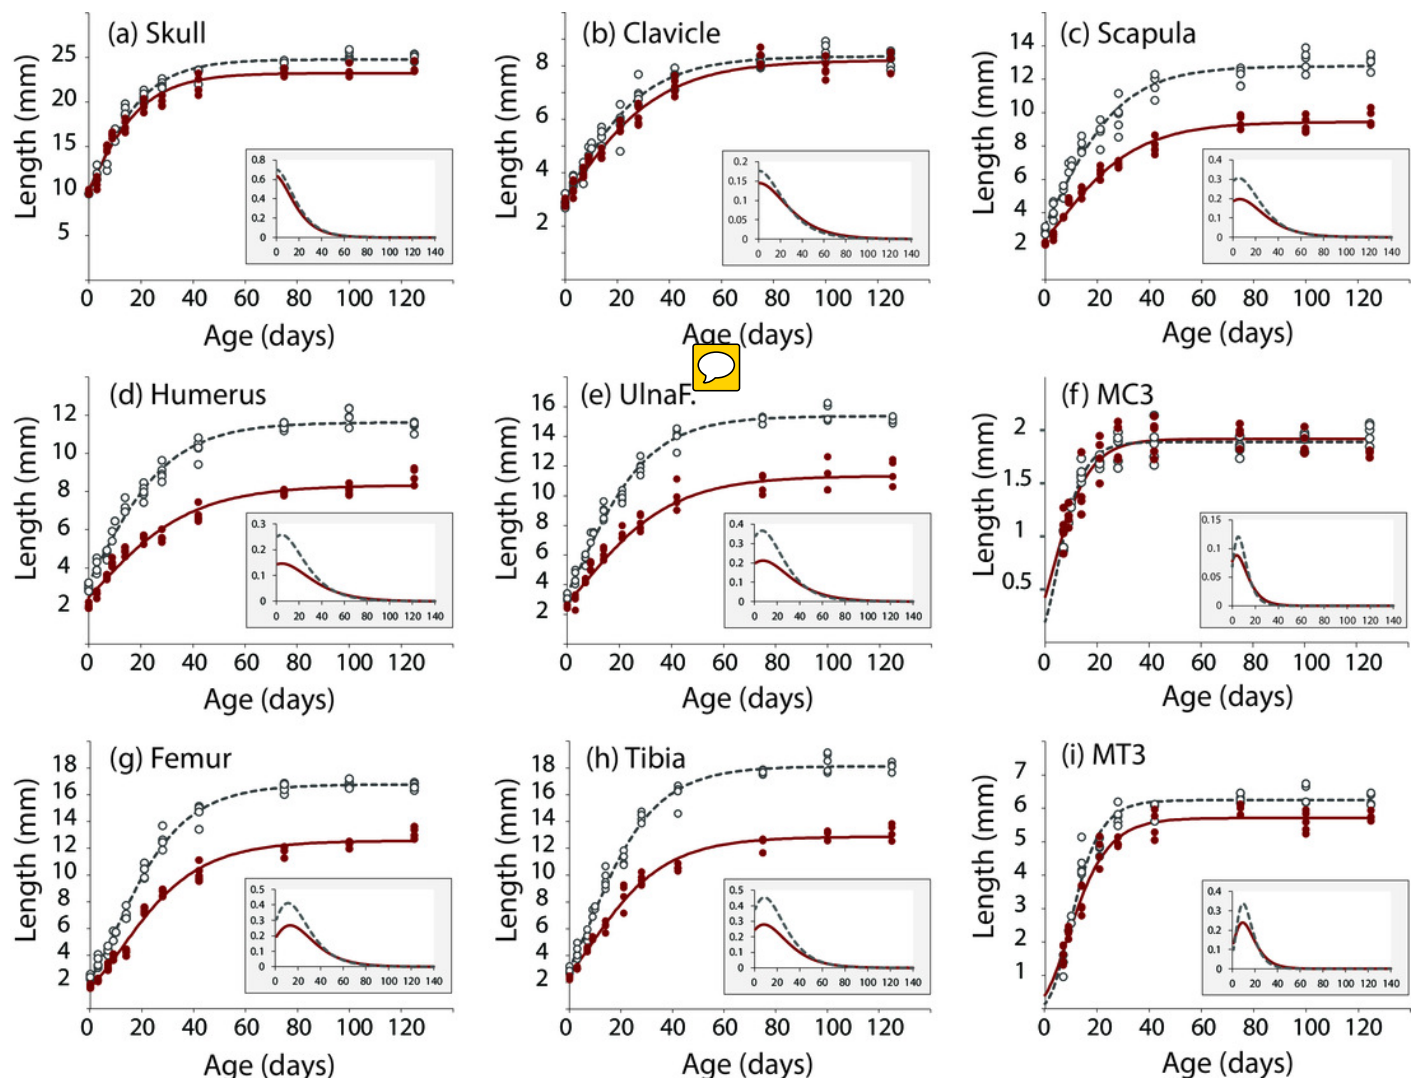 (a) Skull
Length (mm)
25
20
15
10
5
0.8
0.6
0.4
0.2
0
0 20 40 60 80 100 120 140
0 20 40 60 80 100 120
Age (days)
(b) Clavicle
Length (mm)
8
6
4
2
0.2
0.15
0.1
0.05
0
0 20 40 60 80 100 120 140
0 20 40 60 80 100 120
Age (days)
(c) Scapula
Length (mm)
14
12
10
8
6
4
2
0.4
0.3
0.2
0.1
0
0 20 40 60 80 100 120 140
0 20 40 60 80 100 120
Age (days)
(d) Humerus
Length (mm)
12
10
8
6
4
2
0.3
0.2
0.1
0
0 20 40 60 80 100 120 140
0 20 40 60 80 100 120
Age (days)
(e) UlnaF.
Length (mm)
16
14
12
10
8
6
4
2
0.4
0.3
0.2
0.1
0
0 20 40 60 80 100 120 140
0 20 40 60 80 100 120
Age (days)
(f) MC3
Length (mm)
2
1.5
1
0.5
0.15
0.1
0.05
0
0 20 40 60 80 100 120 140
0 20 40 60 80 100 120
Age (days)
(g) Femur
Length (mm)
18
16
14
12
10
8
6
4
2
0.5
0.4
0.3
0.2
0.1
0
0 20 40 60 80 100 120 140
0 20 40 60 80 100 120
Age (days)
(h) Tibia
Length (mm)
18
16
14
12
10
8
6
4
2
0.5
0.4
0.3
0.2
0.1
0
0 20 40 60 80 100 120 140
0 20 40 60 80 100 120
Age (days)
(i) MT3
Length (mm)
7
6
5
4
3
2
1
0.4
0.3
0.2
0.1
0
0 20 40 60 80 100 120 140
0 20 40 60 80 100 120
Age (days)